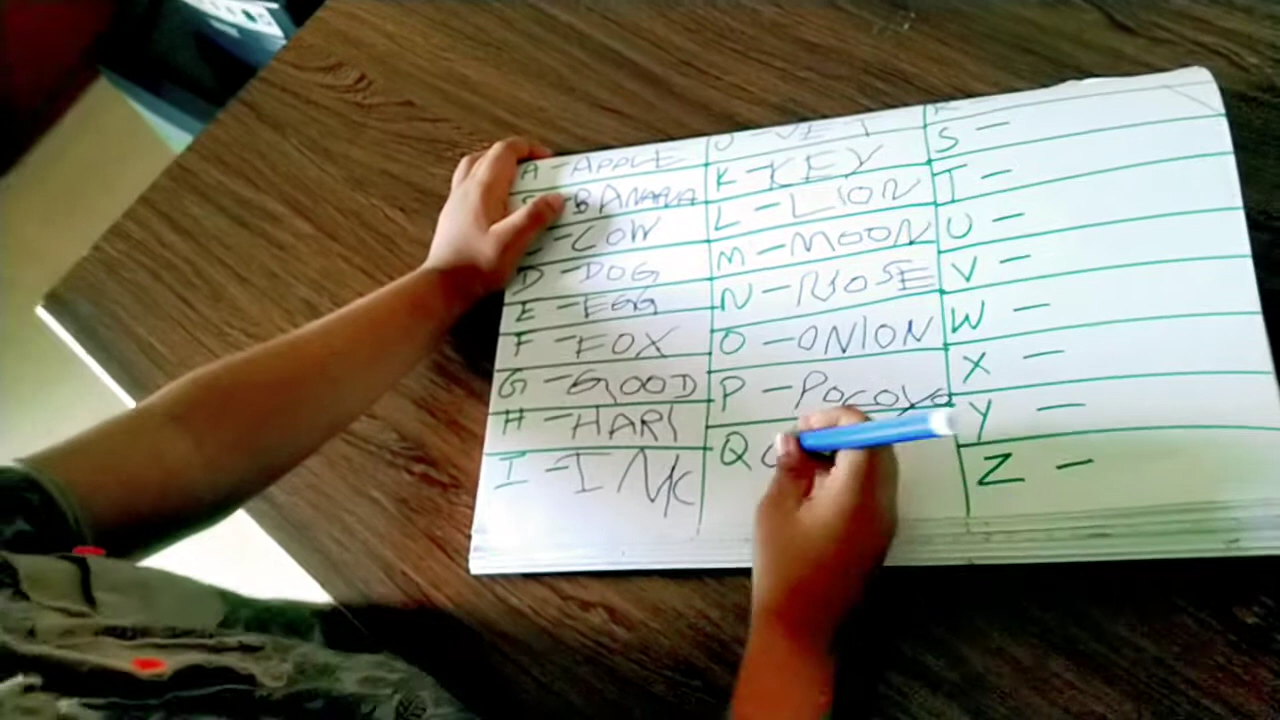 A - APPLE
B - BANANA
- COW
D - DOG
E - EGG
F - FOX
G - GOOD
H - HARI
I - INK
J - JET
K - KEY
L - LION
M - MOON
N - NOSE
O - ONION
P - POCOYO
Q
R
S -
T -
U -
V -
W -
X -
Y -
Z -